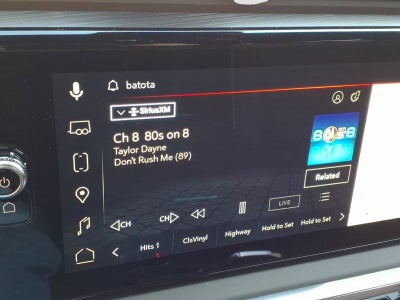 batota
SiriusXM
Ch 8 80s on 8
Taylor Dayne
Don't Rush Me (89)
80s8
Related
CH
CH
LIVE
Hits 1
ClsVinyl
Highway
Hold to Set
Hold to Set